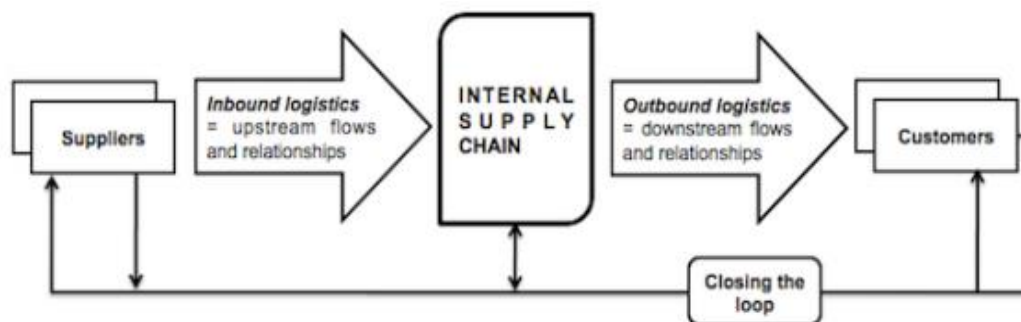 Suppliers
Inbound logistics
= upstream flows
and relationships
INTERNAL
SUPPLY
CHAIN
Outbound logistics
= downstream flows
and relationships
Customers
Closing the
loop